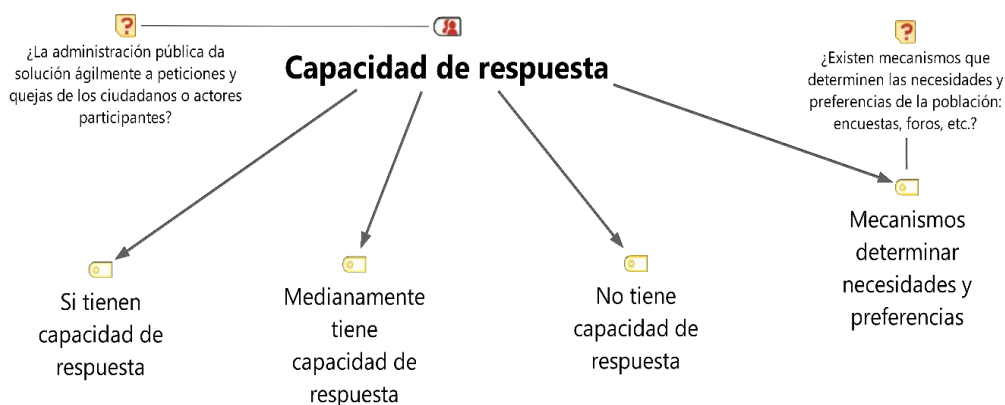 ¿La administración pública da
solución ágilmente a peticiones y
quejas de los ciudadanos o actores
participantes?
Capacidad de respuesta
¿Existen mecanismos que
determinen las necesidades y
preferencias de la población:
encuestas, foros, etc.?
Si tienen
capacidad de
respuesta
Medianamente
tiene
capacidad de
respuesta
No tiene
capacidad de
respuesta
Mecanismos
determinar
necesidades y
preferencias